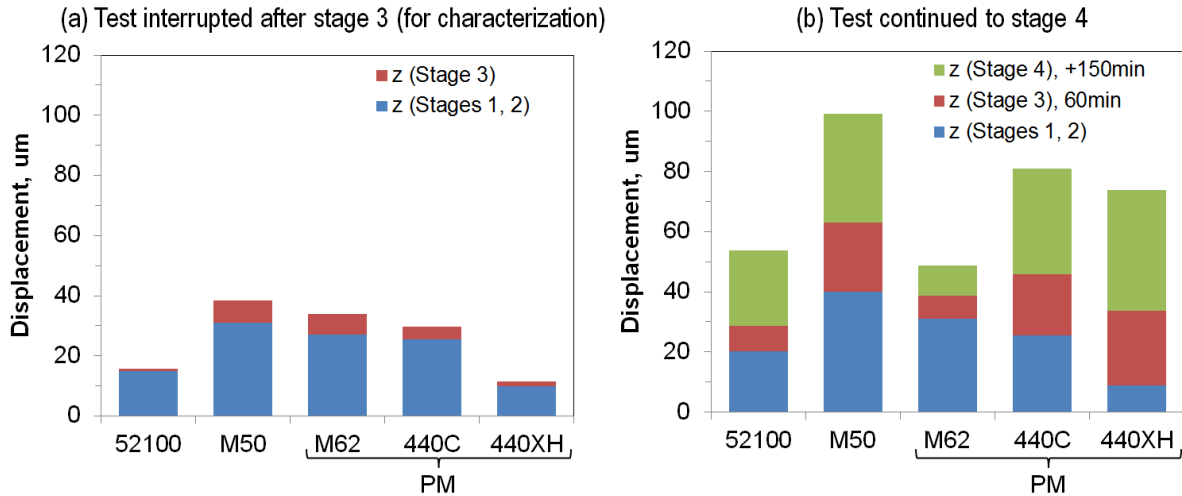 (a) Test interrupted after stage 3 (for characterization)
120
100
80
60
40
20
0
Displacement, um
z (Stage 3)
z (Stages 1, 2)
52100 M50 M62 440C 440XH
PM
(b) Test continued to stage 4
120
100
80
60
40
20
0
Displacement, um
z (Stage 4), +150min
z (Stage 3), 60min
z (Stages 1, 2)
52100 M50 M62 440C 440XH
PM